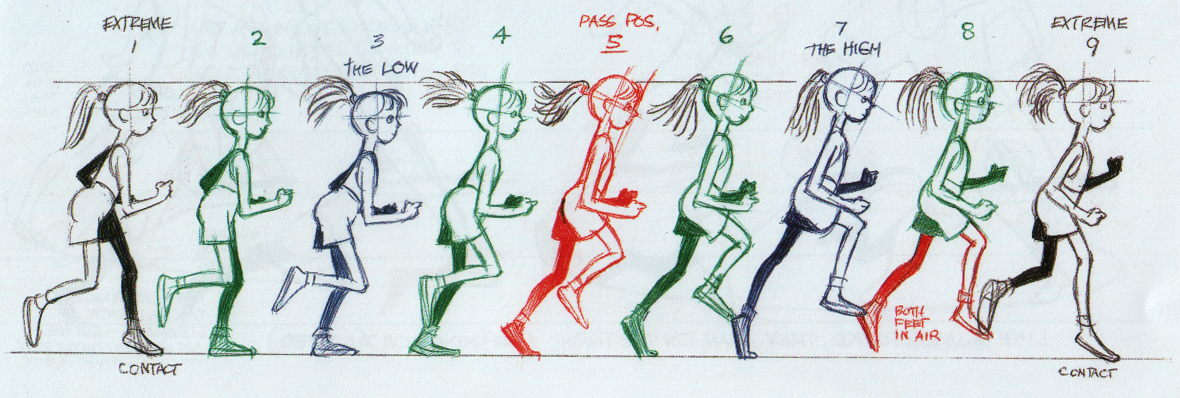 EXTREME
1
2
3
THE LOW
4
PASS POS.
5
6
7
THE HIGH
8
EXTREME
9
BOTH
FEET
IN AIR
CONTACT
CONTACT